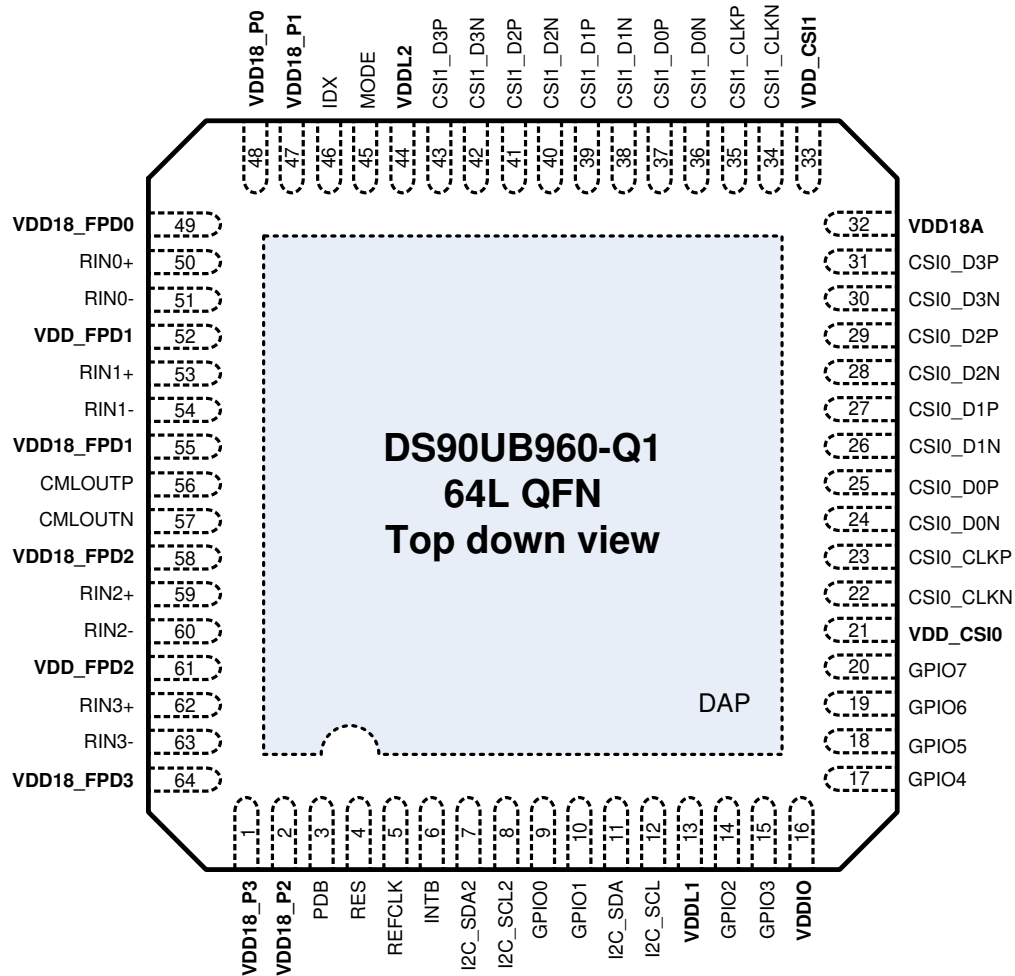 VDD18_P0
VDD18_P1
IDX
MODE
VDDL2
CSI1_D3P
CSI1_D3N
CSI1_D2P
CSI1_D2N
CSI1_D1P
CSI1_D1N
CSI1_D0P
CSI1_D0N
CSI1_CLKP
CSI1_CLKN
VDD_CSI1
48
47
46
45
44
43
42
41
40
39
38
37
36
35
34
33
VDD18_FPD0 49
RIN0+ 50
RIN0- 51
VDD_FPD1 52
RIN1+ 53
RIN1- 54
VDD18_FPD1 55
CMLOUTP 56
CMLOUTN 57
VDD18_FPD2 58
RIN2+ 59
RIN2- 60
VDD_FPD2 61
RIN3+ 62
RIN3- 63
VDD18_FPD3 64
DS90UB960-Q1
64L QFN
Top down view
DAP
32 VDD18A
31 CSI0_D3P
30 CSI0_D3N
29 CSI0_D2P
28 CSI0_D2N
27 CSI0_D1P
26 CSI0_D1N
25 CSI0_D0P
24 CSI0_D0N
23 CSI0_CLKP
22 CSI0_CLKN
21 VDD_CSI0
20 GPIO7
19 GPIO6
18 GPIO5
17 GPIO4
1
2
3
4
5
6
7
8
9
10
11
12
13
14
15
16
VDD18_P3
VDD18_P2
PDB
RES
REFCLK
INTB
I2C_SDA2
I2C_SCL2
GPIO0
GPIO1
I2C_SDA
I2C_SCL
VDDL1
GPIO2
GPIO3
VDDIO